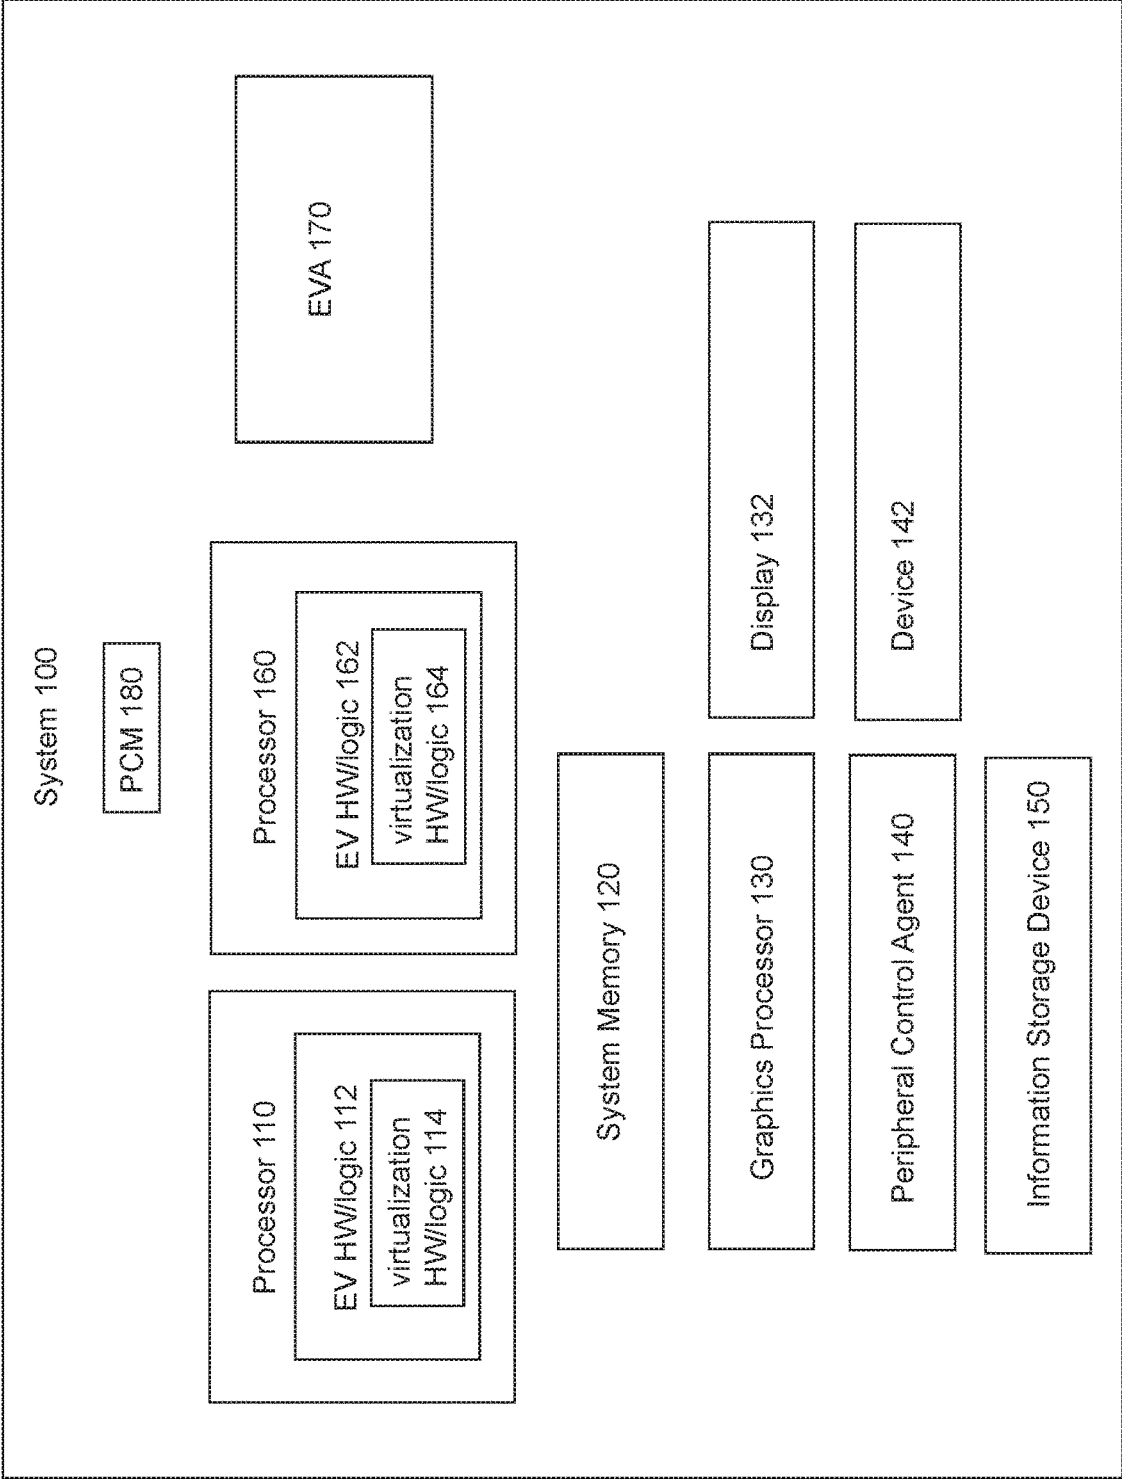 System 100
PCM 180
Processor 110
EV HW/logic 112
virtualization
HW/logic 114
Processor 160
EV HW/logic 162
virtualization
HW/logic 164
EVA 170
System Memory 120
Graphics Processor 130
Display 132
Peripheral Control Agent 140
Device 142
Information Storage Device 150